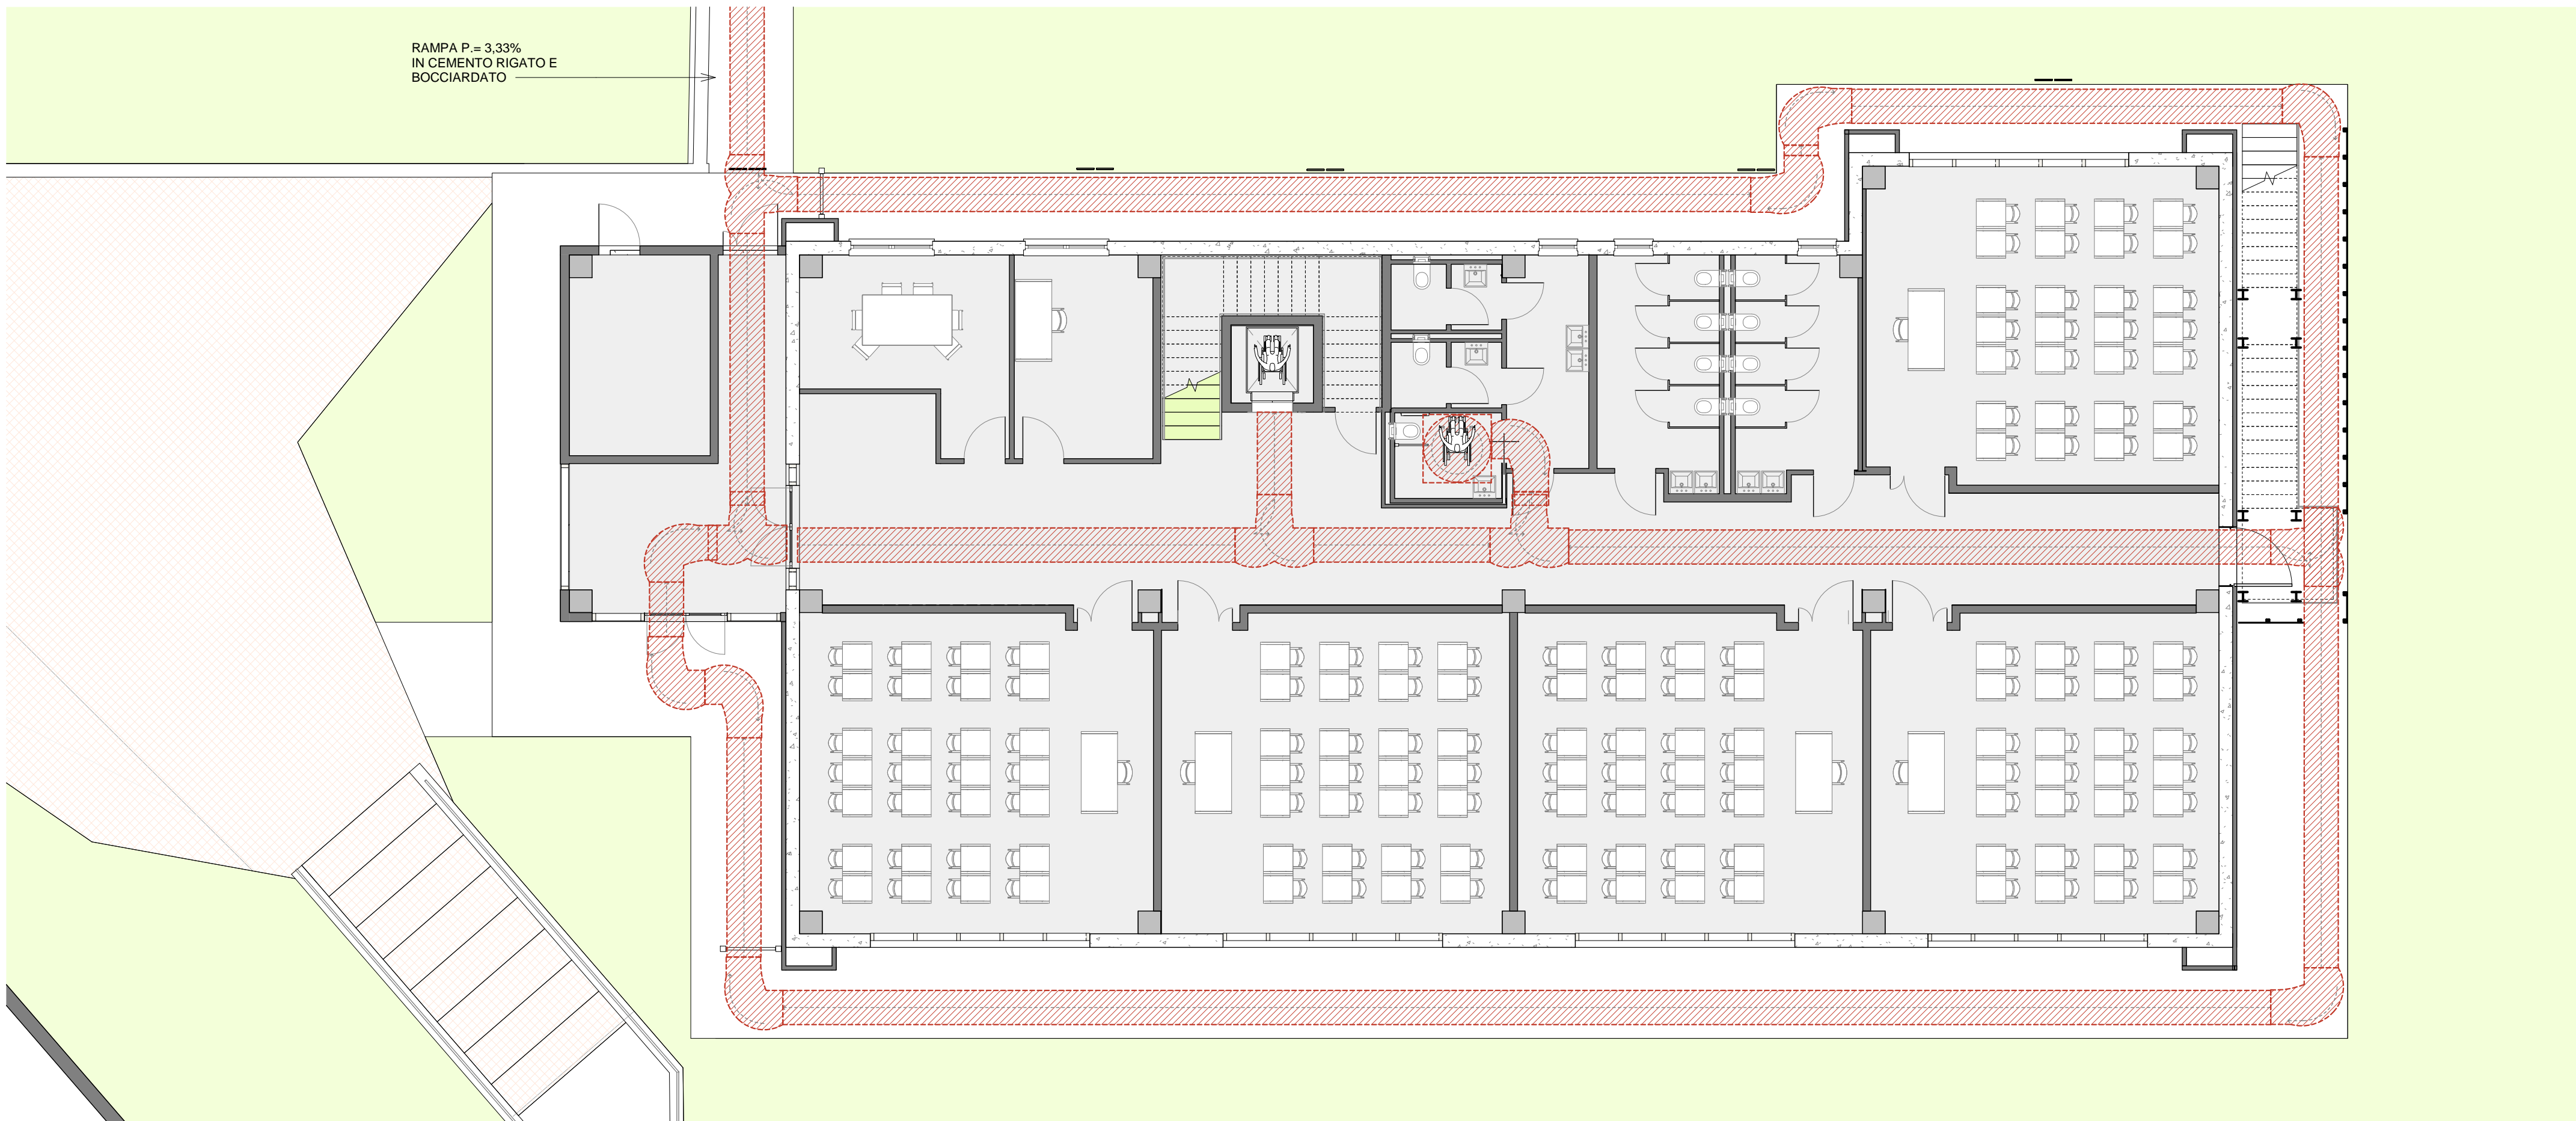 RAMPA P.= 3,33%
IN CEMENTO RIGATO E
BOCCIARDATO